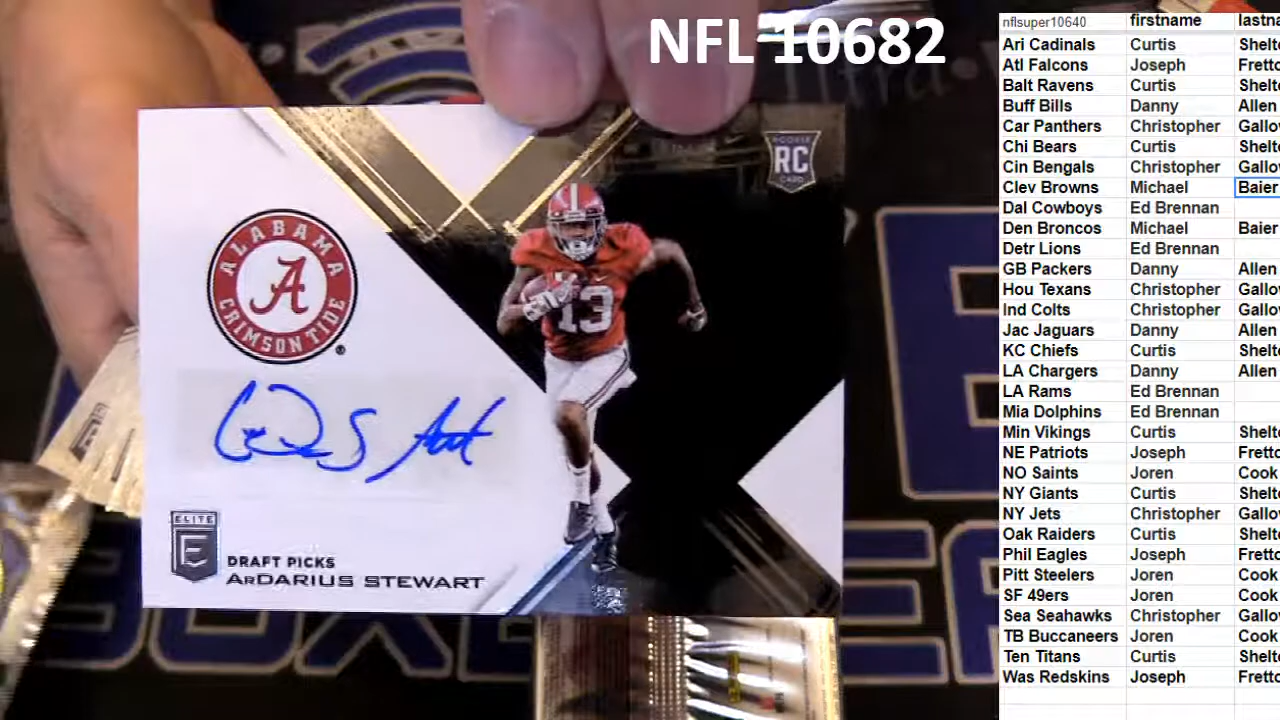 NFL 10682
ROOKIE
RC
CARD
ALABAMA
A
CRIMSON TIDE
13
ELITE
E
DRAFT PICKS
ArDARIUS STEWART
nflsuper10640 firstname lastna
Ari Cadinals Curtis Shelt
Atl Falcons Joseph Fretto
Balt Ravens Curtis Shelt
Buff Bills Danny Allen
Car Panthers Christopher Gallo
Chi Bears Curtis Shelt
Cin Bengals Christopher Gallo
Clev Browns Michael Baier
Dal Cowboys Ed Brennan
Den Broncos Michael Baier
Detr Lions Ed Brennan
GB Packers Danny Allen
Hou Texans Christopher Gallo
Ind Colts Christopher Gallo
Jac Jaguars Danny Allen
KC Chiefs Curtis Shelt
LA Chargers Danny Allen
LA Rams Ed Brennan
Mia Dolphins Ed Brennan
Min Vikings Curtis Shelt
NE Patriots Joseph Fretto
NO Saints Joren Cook
NY Giants Curtis Shelt
NY Jets Christopher Gallo
Oak Raiders Curtis Shelt
Phil Eagles Joseph Fretto
Pitt Steelers Joren Cook
SF 49ers Joren Cook
Sea Seahawks Christopher Gallo
TB Buccaneers Joren Cook
Ten Titans Curtis Shelt
Was Redskins Joseph Fretto